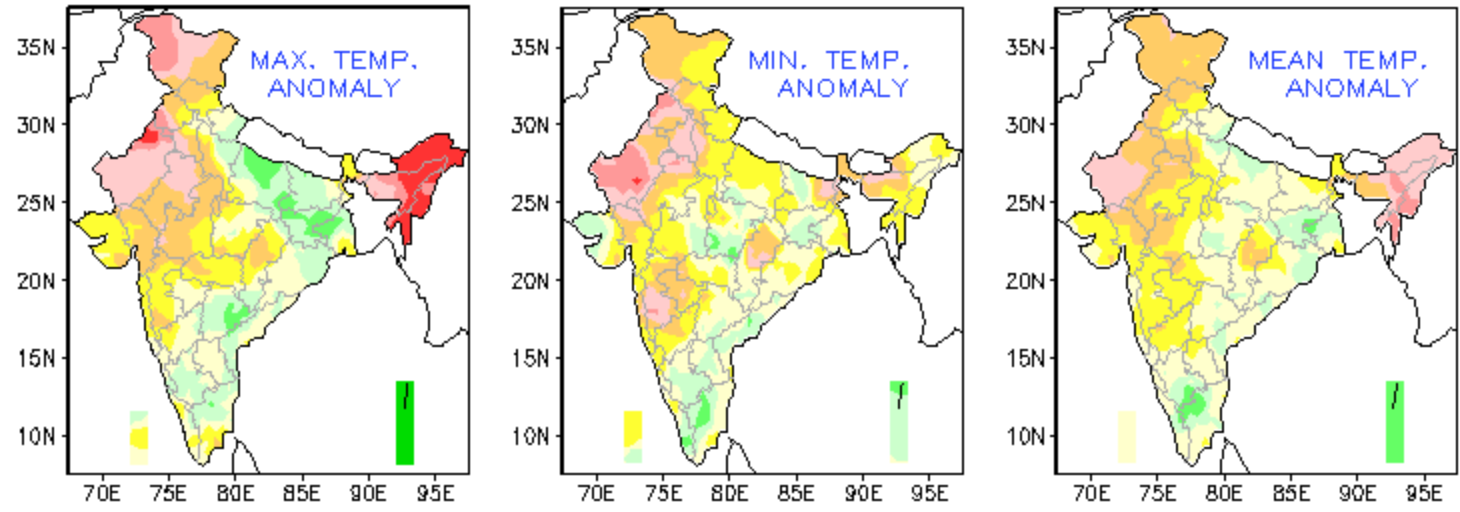 MAX. TEMP.
ANOMALY
35N
30N
25N
20N
15N
10N
70E 75E 80E 85E 90E 95E
MIN. TEMP.
ANOMALY
35N
30N
25N
20N
15N
10N
70E 75E 80E 85E 90E 95E
MEAN TEMP.
ANOMALY
35N
30N
25N
20N
15N
10N
70E 75E 80E 85E 90E 95E